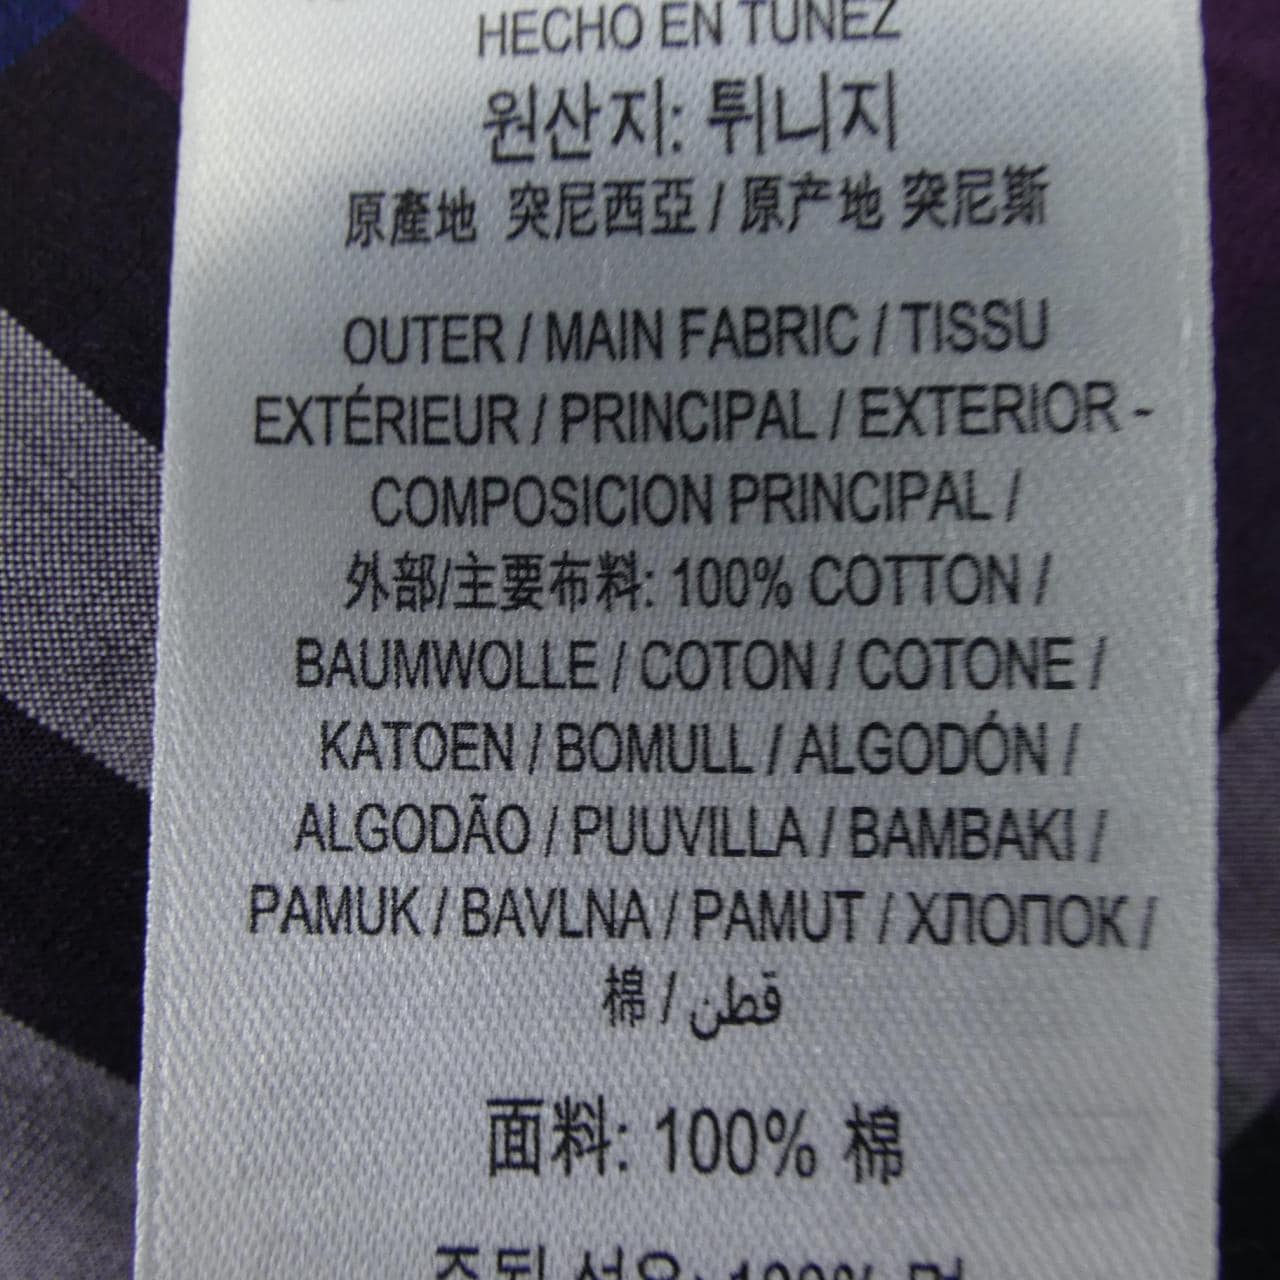 HECHO EN TÚNEZ
원산지: 튀니지
原產地 突尼西亞 / 原产地 突尼斯
OUTER / MAIN FABRIC / TISSU
EXTÉRIEUR / PRINCIPAL / EXTERIOR -
COMPOSICION PRINCIPAL /
外部/主要布料: 100% COTTON /
BAUMWOLLE / COTON / COTONE /
KATOEN / BOMULL / ALGODÓN /
ALGODÃO / PUUVILLA / BAMBAKI /
PAMUK / BAVLNA / PAMUT / ХЛОПОК /
棉 / قطن
面料: 100% 棉
100%